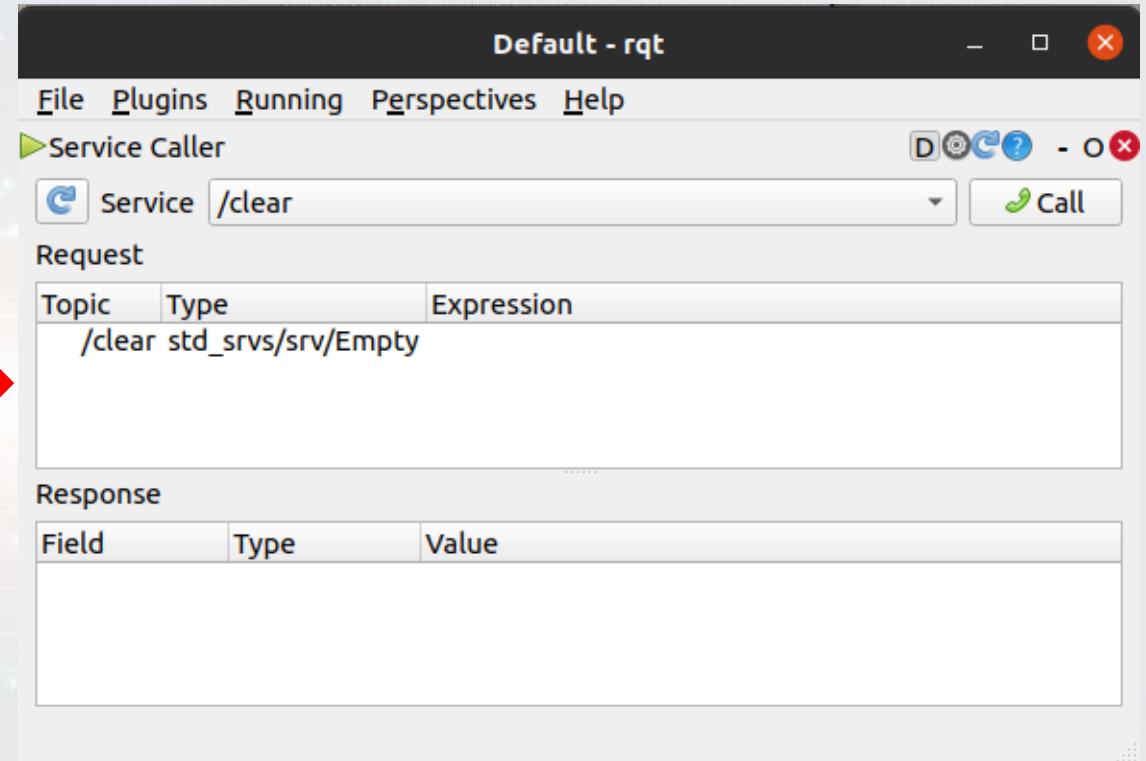 Default - rqt
File Plugins Running Perspectives Help
Service Caller D ? - O
Service /clear Call
Request
Topic Type Expression
/clear std_srvs/srv/Empty
Response
Field Type Value